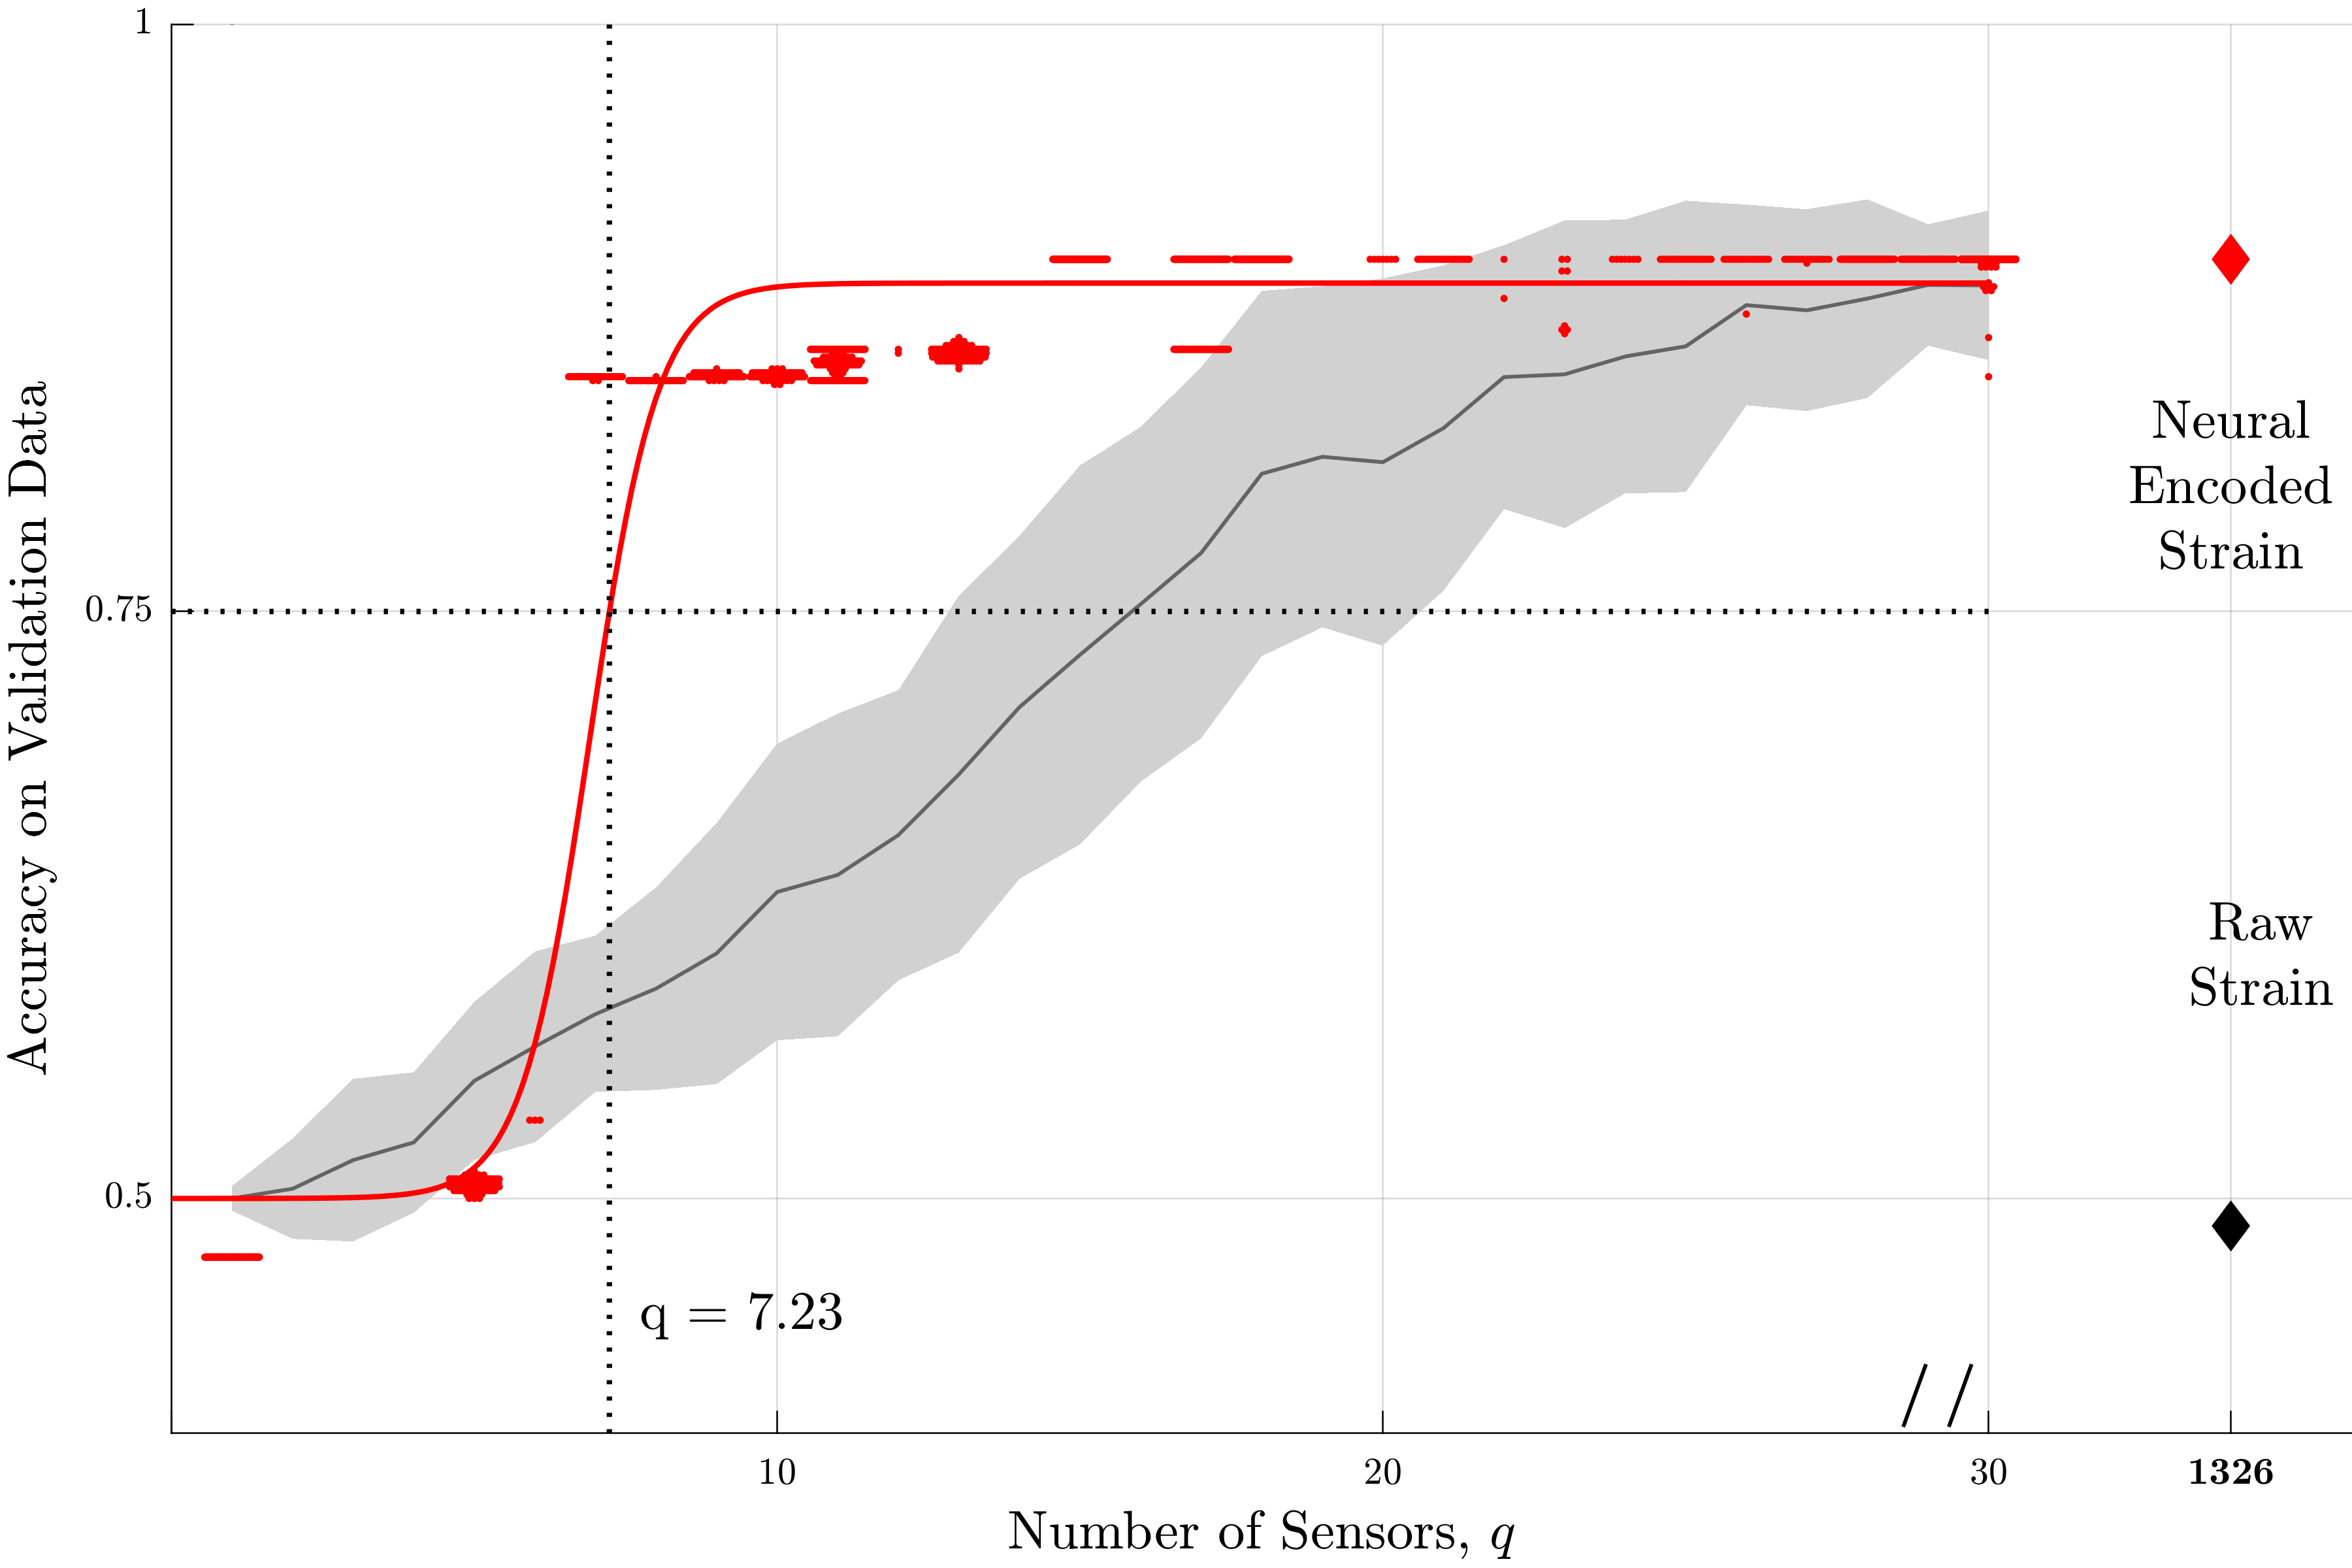 1
Accuracy on Validation Data
0.75
0.5
Neural
Encoded
Strain
Raw
Strain
q = 7.23
10
20
30
1326
Number of Sensors, q